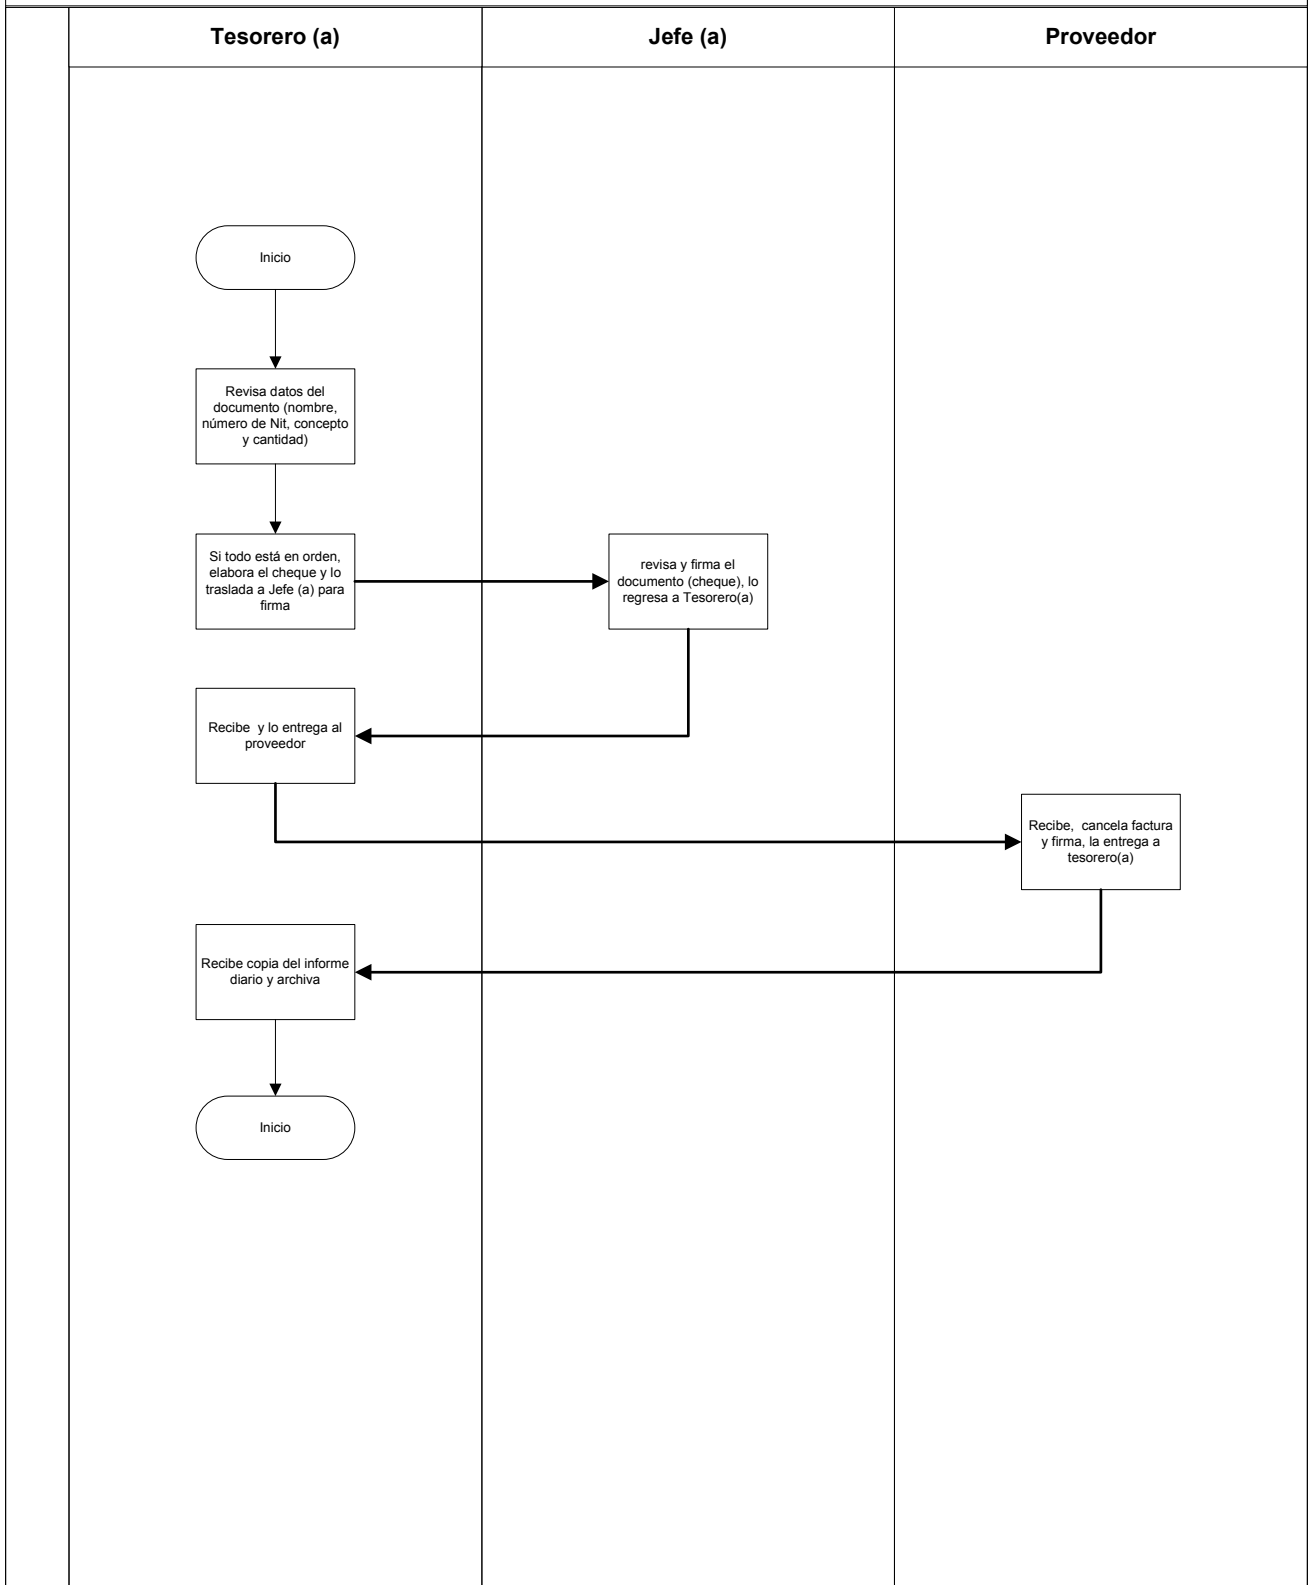 Tesorero (a)
Jefe (a)
Proveedor
Inicio
Revisa datos del
documento (nombre,
número de Nit, concepto
y cantidad)
Si todo está en orden,
elabora el cheque y lo
traslada a Jefe (a) para
firma
revisa y firma el
documento (cheque), lo
regresa a Tesorero(a)
Recibe y lo entrega al
proveedor
Recibe, cancela factura
y firma, la entrega a
tesorero(a)
Recibe copia del informe
diario y archiva
Inicio